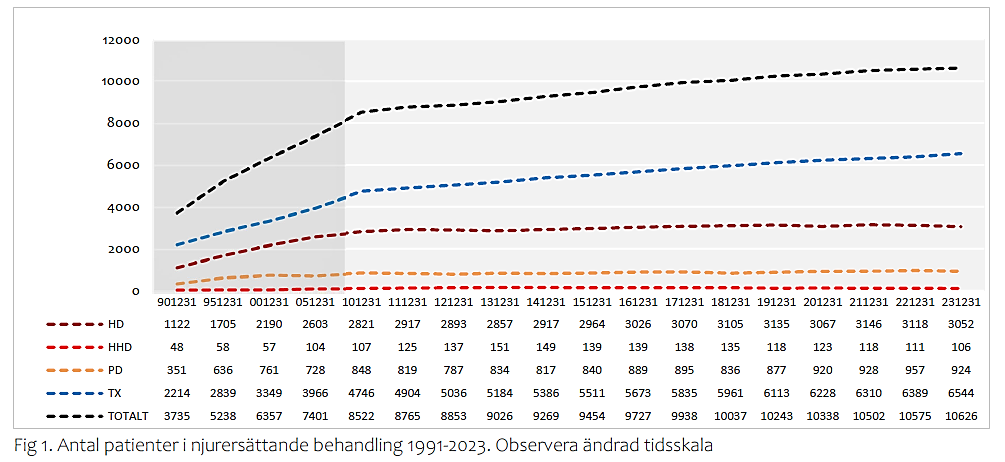 12000
10000
8000
6000
4000
2000
0
901231 951231 001231 051231 101231 111231 121231 131231 141231 151231 161231 171231 181231 191231 201231 211231 221231 231231
HD 1122 1705 2190 2603 2821 2917 2893 2857 2917 2964 3026 3070 3105 3135 3067 3146 3118 3052
HHD 48 58 57 104 107 125 137 151 149 139 139 138 135 118 123 118 111 106
PD 351 636 761 728 848 819 787 834 817 840 889 895 836 877 920 928 957 924
TX 2214 2839 3349 3966 4746 4904 5036 5184 5386 5511 5673 5835 5961 6113 6228 6310 6389 6544
TOTALT 3735 5238 6357 7401 8522 8765 8853 9026 9269 9454 9727 9938 10037 10243 10338 10502 10575 10626
Fig 1. Antal patienter i njurersättande behandling 1991-2023. Observera ändrad tidsskala